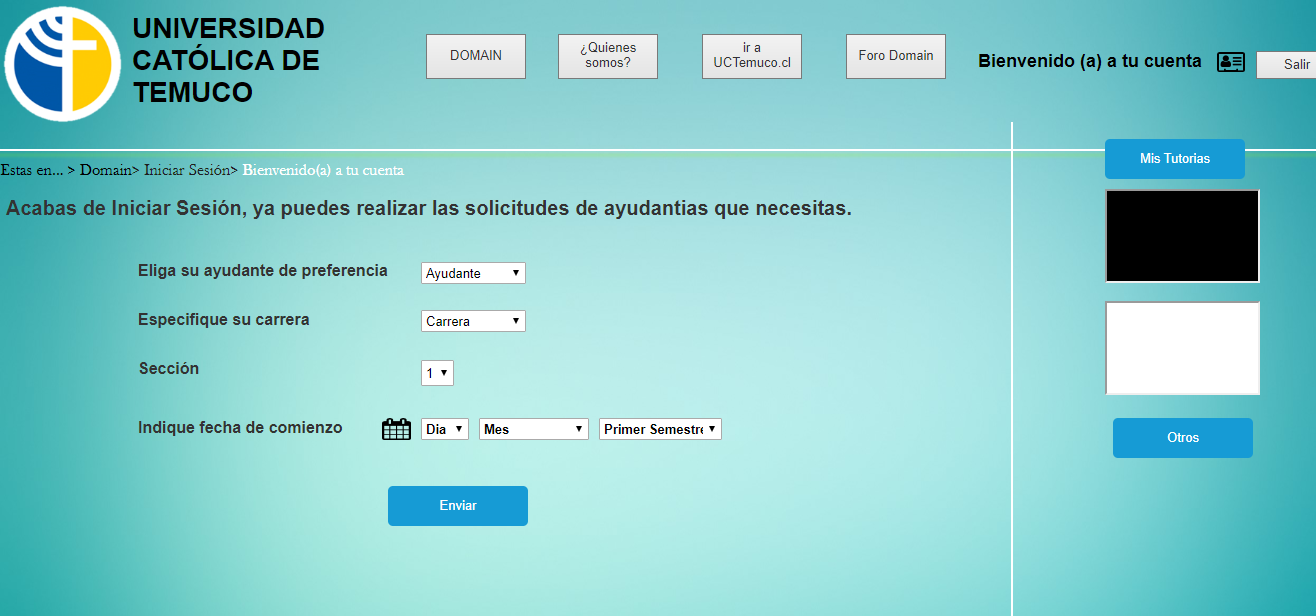 UNIVERSIDAD
CATÓLICA DE
TEMUCO
DOMAIN
¿Quienes
somos?
ir a
UCTemuco.cl
Foro Domain
Bienvenido (a) a tu cuenta
Salir
Estas en... > Domain> Iniciar Sesión> Bienvenido(a) a tu cuenta
Mis Tutorias
Acabas de Iniciar Sesión, ya puedes realizar las solicitudes de ayudantias que necesitas.
Eliga su ayudante de preferencia
Ayudante
Especifique su carrera
Carrera
Sección
1
Indique fecha de comienzo
Dia
Mes
Primer Semestre
Enviar
Otros